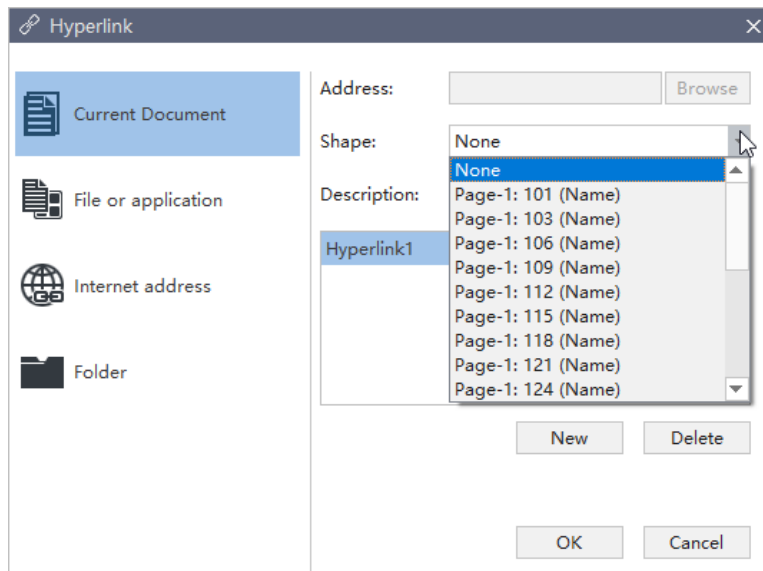 Hyperlink
Current Document
File or application
Internet address
Folder
Address:
Browse
Shape:
None
None
Page-1: 101 (Name)
Page-1: 103 (Name)
Page-1: 106 (Name)
Page-1: 109 (Name)
Page-1: 112 (Name)
Page-1: 115 (Name)
Page-1: 118 (Name)
Page-1: 121 (Name)
Page-1: 124 (Name)
Description:
Hyperlink1
New
Delete
OK
Cancel